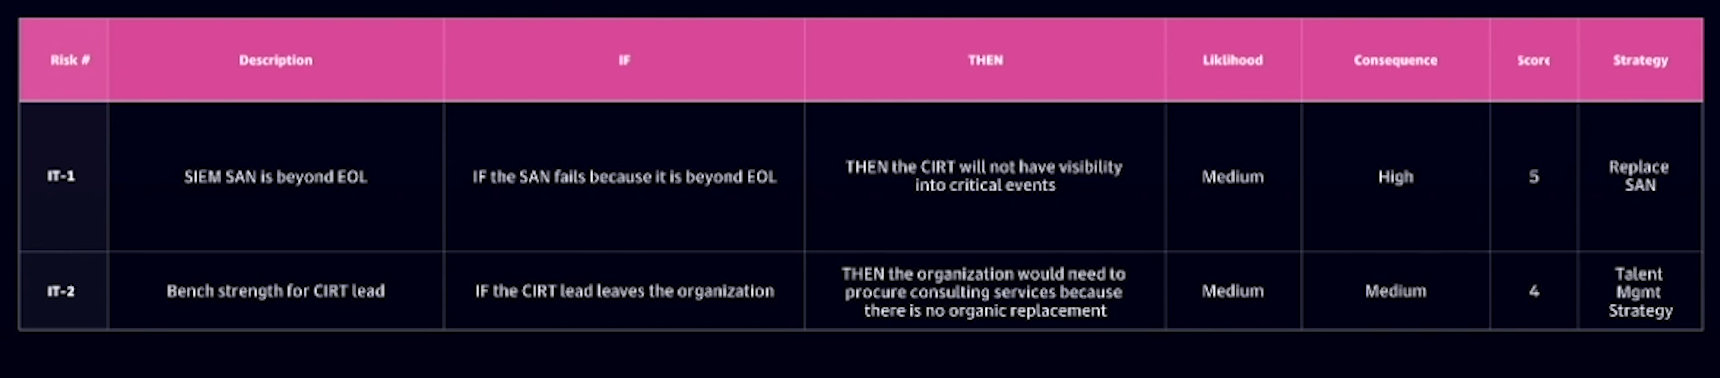 Risk # Description IF THEN Liklihood Consequence Score Strategy
IT-1 SIEM SAN is beyond EOL IF the SAN fails because it is beyond EOL THEN the CIRT will not have visibility
into critical events Medium High 5 Replace
SAN
IT-2 Bench strength for CIRT lead IF the CIRT lead leaves the organization THEN the organization would need to
procure consulting services because
there is no organic replacement Medium Medium 4 Talent
Mgmt
Strategy